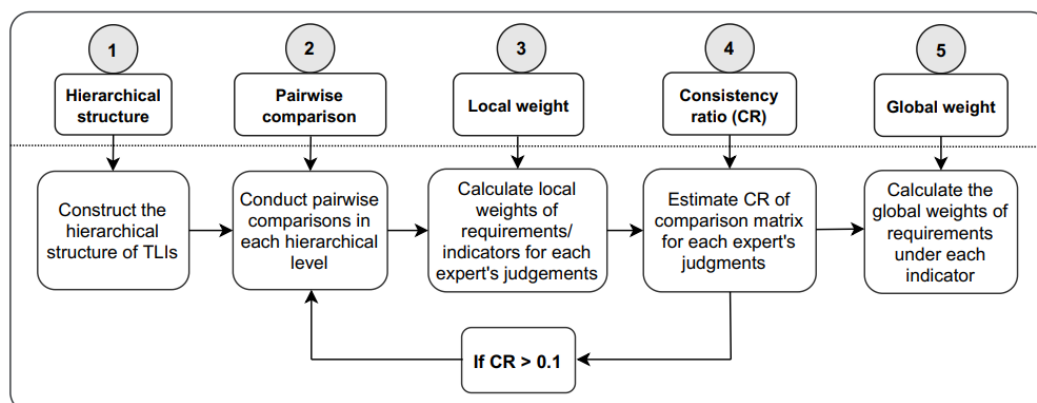 1
2
3
4
5
Hierarchical
structure
Pairwise
comparison
Local weight
Consistency
ratio (CR)
Global weight
Construct the
hierarchical
structure of TLIs
Conduct pairwise
comparisons in
each hierarchical
level
Calculate local
weights of
requirements/
indicators for each
expert's judgements
Estimate CR of
comparison matrix
for each expert's
judgments
Calculate the
global weights of
requirements
under each
indicator
If CR > 0.1